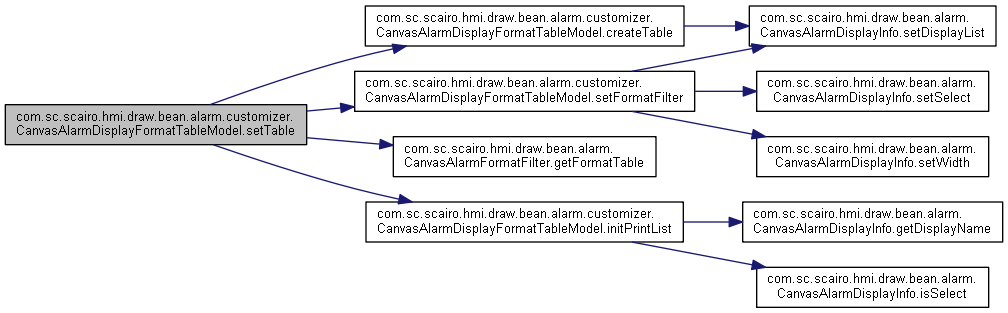 com.sc.scairo.hmi.draw.bean.alarm.customizer.
CanvasAlarmDisplayFormatTableModel.setTable
com.sc.scairo.hmi.draw.bean.alarm.customizer.
CanvasAlarmDisplayFormatTableModel.createTable
com.sc.scairo.hmi.draw.bean.alarm.
CanvasAlarmDisplayInfo.setDisplayList
com.sc.scairo.hmi.draw.bean.alarm.customizer.
CanvasAlarmDisplayFormatTableModel.setFormatFilter
com.sc.scairo.hmi.draw.bean.alarm.
CanvasAlarmDisplayInfo.setSelect
com.sc.scairo.hmi.draw.bean.alarm.
CanvasAlarmDisplayInfo.setWidth
com.sc.scairo.hmi.draw.bean.alarm.
CanvasAlarmFormatFilter.getFormatTable
com.sc.scairo.hmi.draw.bean.alarm.customizer.
CanvasAlarmDisplayFormatTableModel.initPrintList
com.sc.scairo.hmi.draw.bean.alarm.
CanvasAlarmDisplayInfo.getDisplayName
com.sc.scairo.hmi.draw.bean.alarm.
CanvasAlarmDisplayInfo.isSelect